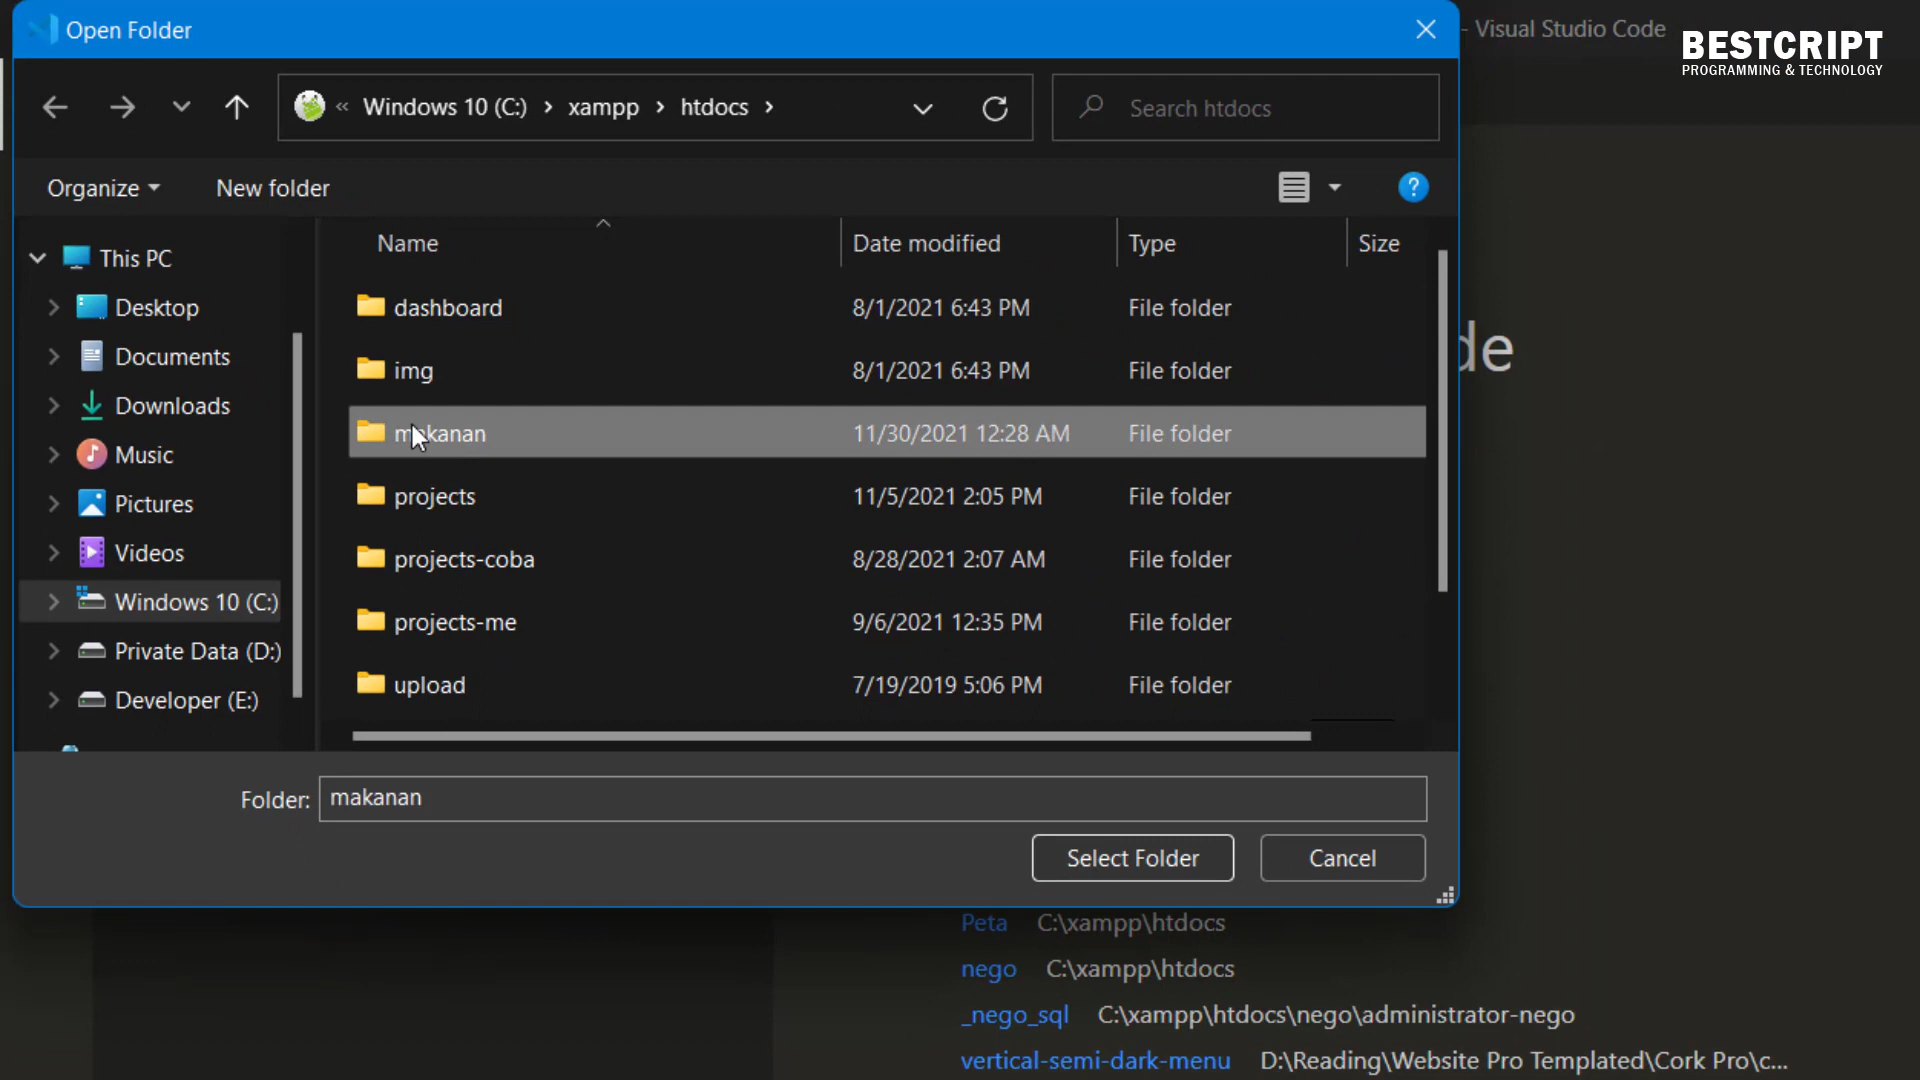 Open Folder
- Visual Studio Code
BESTCRIPT
PROGRAMMING & TECHNOLOGY
« Windows 10 (C:) › xampp › htdocs ›
Search htdocs
Organize
New folder
?
Name
Date modified
Type
Size
This PC
Desktop
Documents
Downloads
Music
Pictures
Videos
Windows 10 (C:)
Private Data (D:)
Developer (E:)
dashboard 8/1/2021 6:43 PM File folder
img 8/1/2021 6:43 PM File folder
makanan 11/30/2021 12:28 AM File folder
projects 11/5/2021 2:05 PM File folder
projects-coba 8/28/2021 2:07 AM File folder
projects-me 9/6/2021 12:35 PM File folder
upload 7/19/2019 5:06 PM File folder
de
Folder: makanan
Select Folder
Cancel
Peta C:\xampp\htdocs
nego C:\xampp\htdocs
_nego_sql C:\xampp\htdocs\nego\administrator-nego
vertical-semi-dark-menu D:\Reading\Website Pro Templated\Cork Pro\c...